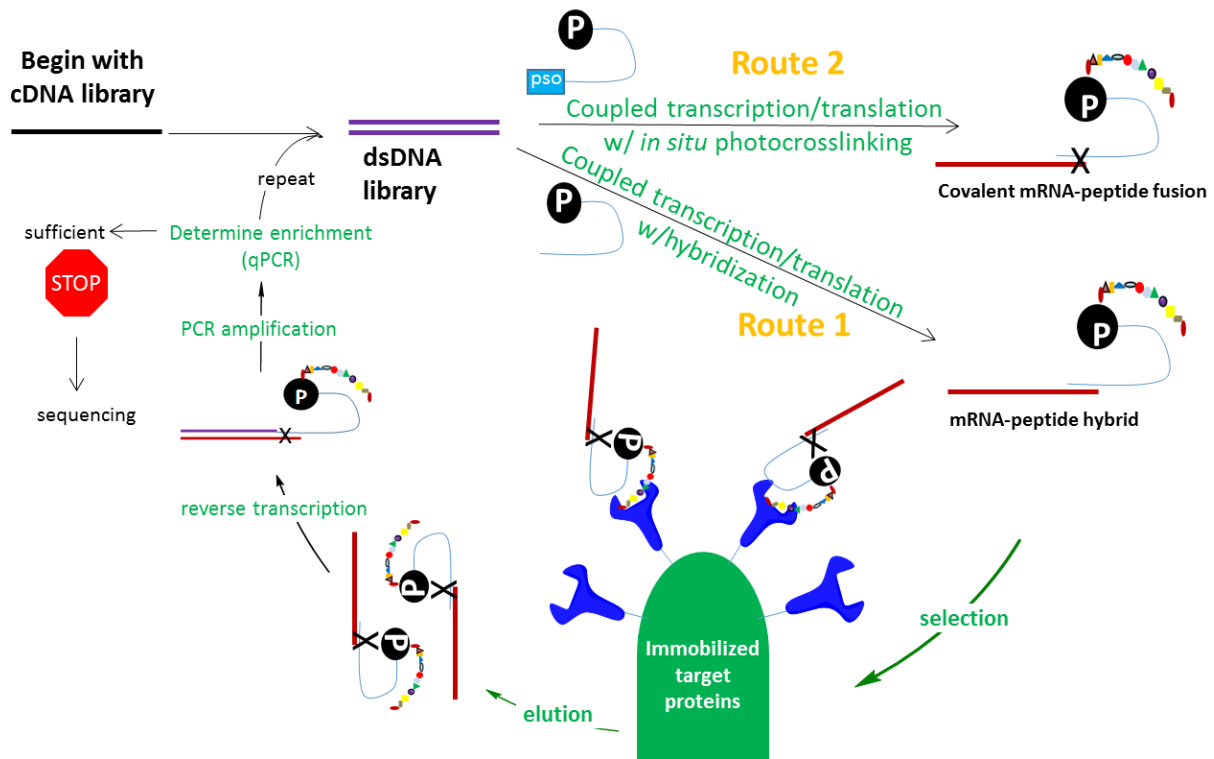 Begin with
cDNA library
dsDNA
library
repeat
P
pso
Route 2
Coupled transcription/translation
w/ in situ photocrosslinking
P
X
Covalent mRNA-peptide fusion
P
Coupled transcription/translation
w/hybridization
Route 1
P
mRNA-peptide hybrid
sufficient
Determine enrichment
(qPCR)
STOP
PCR amplification
sequencing
P
X
reverse transcription
X
P
X
P
P
X
X
P
Immobilized
target
proteins
selection
elution